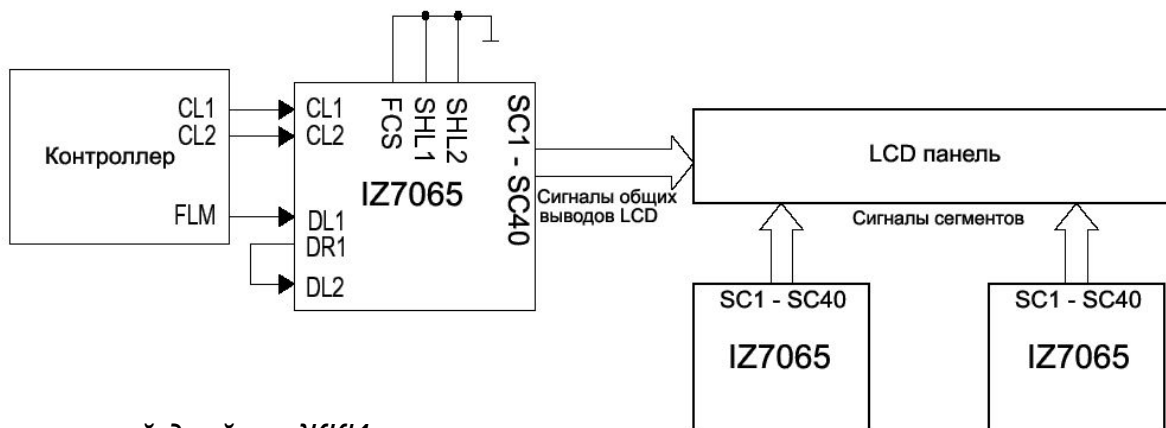 Контроллер
CL1
CL2
FLM
CL1
CL2
DL1
DR1
DL2
FCS
SHL1
SHL2
SC1 - SC40
IZ7065
Сигналы общих
выводов LCD
LCD панель
Сигналы сегментов
SC1 - SC40
IZ7065
SC1 - SC40
IZ7065